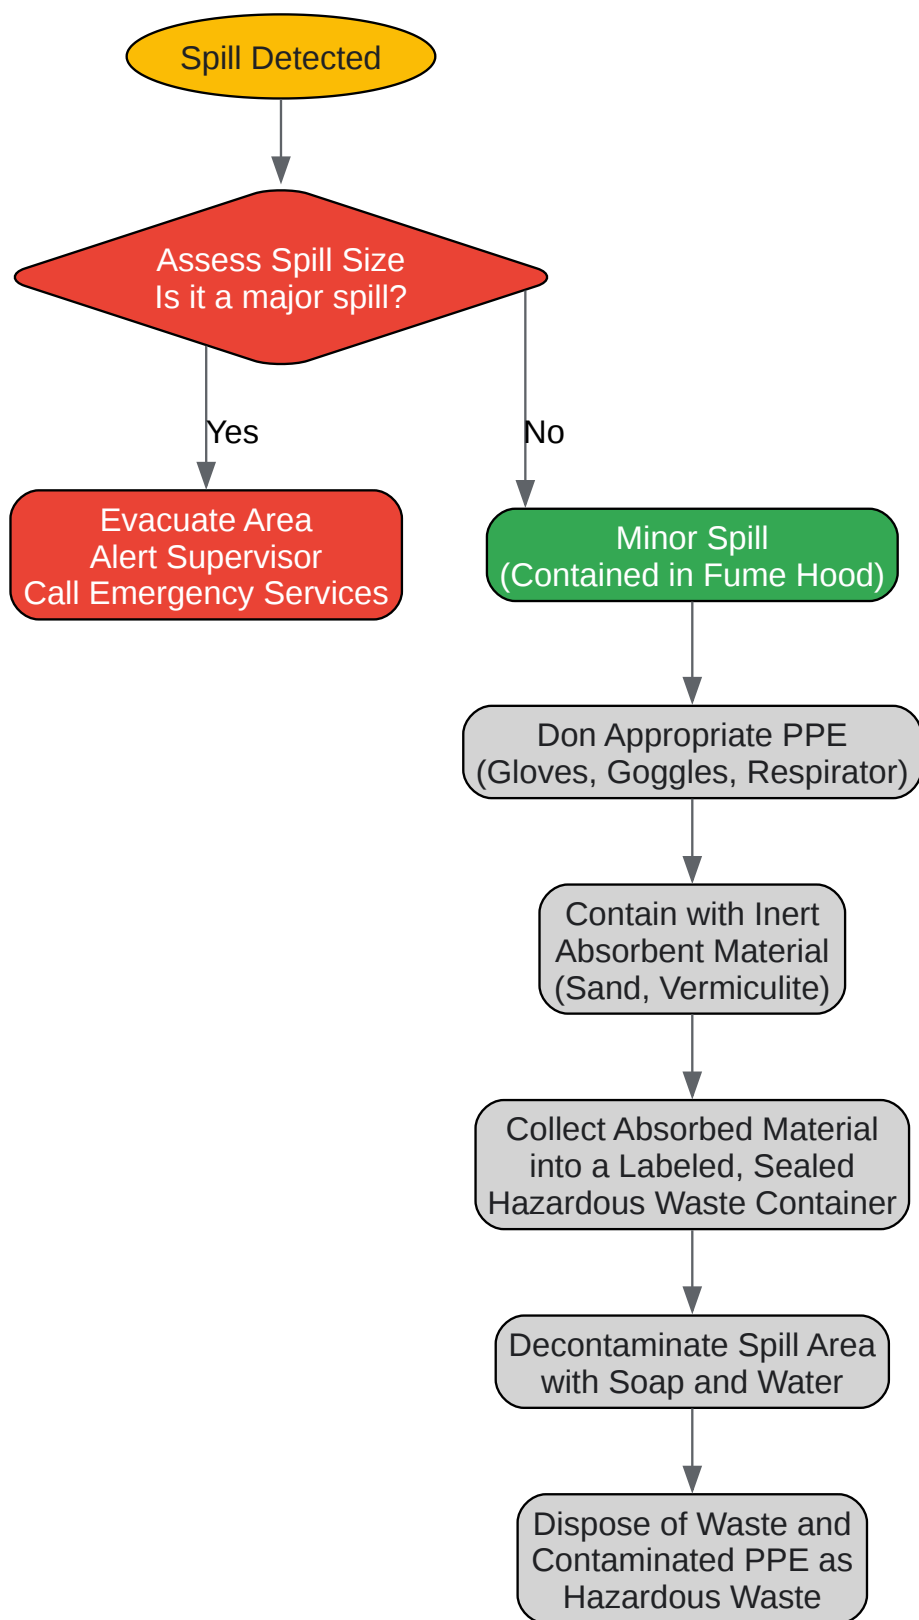 Spill Detected
Assess Spill Size
Is it a major spill?
Yes
No
Evacuate Area
Alert Supervisor
Call Emergency Services
Minor Spill
(Contained in Fume Hood)
Don Appropriate PPE
(Gloves, Goggles, Respirator)
Contain with Inert
Absorbent Material
(Sand, Vermiculite)
Collect Absorbed Material
into a Labeled, Sealed
Hazardous Waste Container
Decontaminate Spill Area
with Soap and Water
Dispose of Waste and
Contaminated PPE as
Hazardous Waste